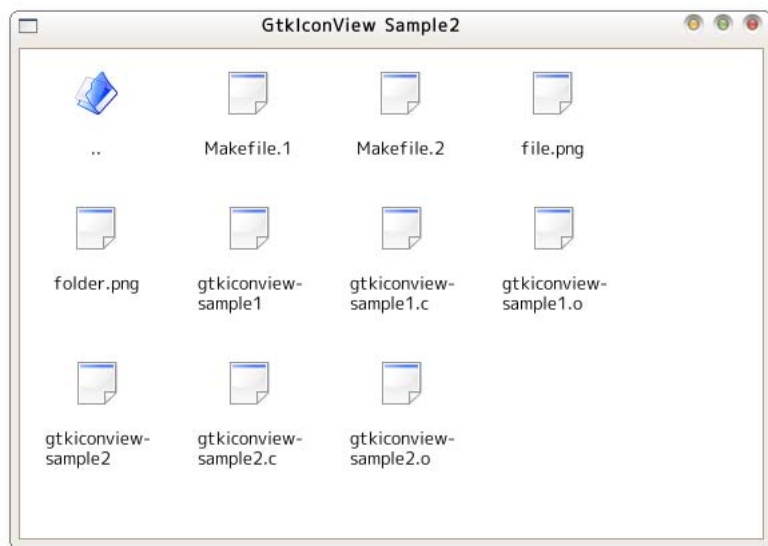 GtkIconView Sample2
..
Makefile.1
Makefile.2
file.png
folder.png
gtkiconview-
sample1
gtkiconview-
sample1.c
gtkiconview-
sample1.o
gtkiconview-
sample2
gtkiconview-
sample2.c
gtkiconview-
sample2.o